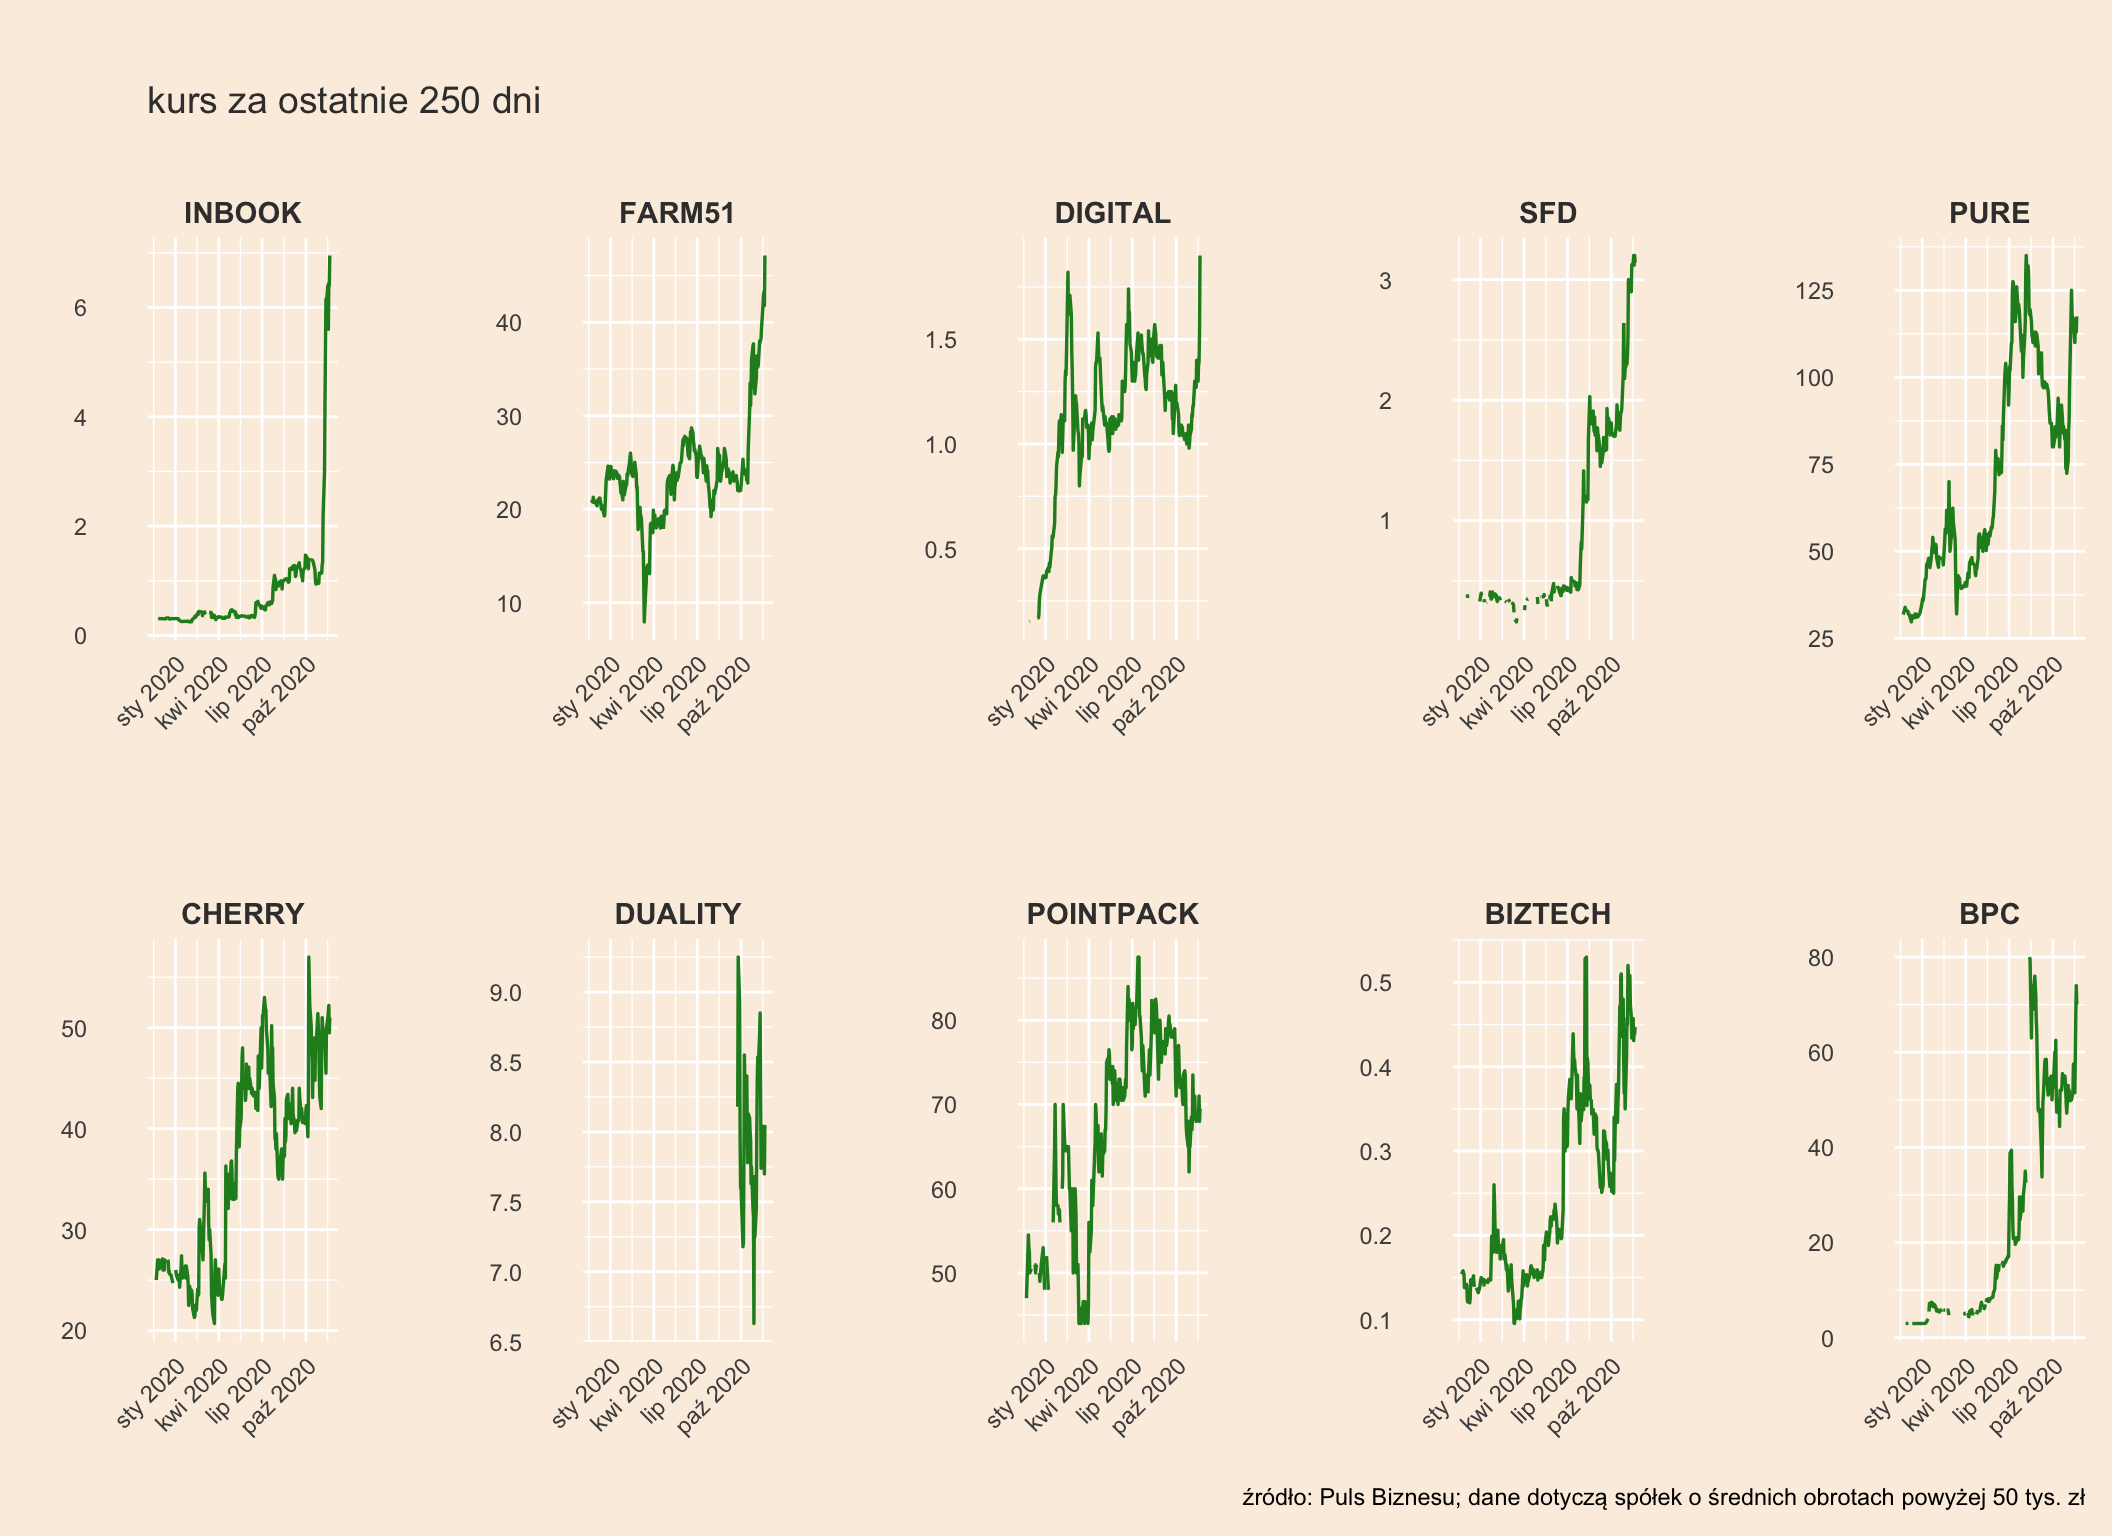 kurs za ostatnie 250 dni
INBOOK
FARM51
DIGITAL
SFD
PURE
6
4
2
0
40
30
20
10
1.5
1.0
0.5
3
2
1
125
100
75
50
25
sty 2020
kwi 2020
lip 2020
paź 2020
sty 2020
kwi 2020
lip 2020
paź 2020
sty 2020
kwi 2020
lip 2020
paź 2020
sty 2020
kwi 2020
lip 2020
paź 2020
sty 2020
kwi 2020
lip 2020
paź 2020
CHERRY
DUALITY
POINTPACK
BIZTECH
BPC
50
40
30
20
9.0
8.5
8.0
7.5
7.0
6.5
80
70
60
50
0.5
0.4
0.3
0.2
0.1
80
60
40
20
0
sty 2020
kwi 2020
lip 2020
paź 2020
sty 2020
kwi 2020
lip 2020
paź 2020
sty 2020
kwi 2020
lip 2020
paź 2020
sty 2020
kwi 2020
lip 2020
paź 2020
sty 2020
kwi 2020
lip 2020
paź 2020
źródło: Puls Biznesu; dane dotyczą spółek o średnich obrotach powyżej 50 tys. zł